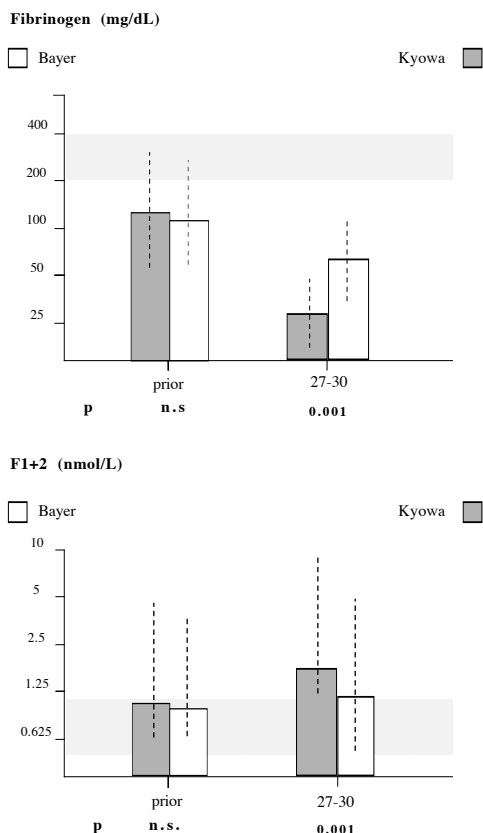 Fibrinogen (mg/dL)
Bayer Kyowa
400
200
100
50
25
prior 27-30
p n.s 0.001
F1+2 (nmol/L)
Bayer Kyowa
10
5
2.5
1.25
0.625
prior 27-30
p n.s. 0.001